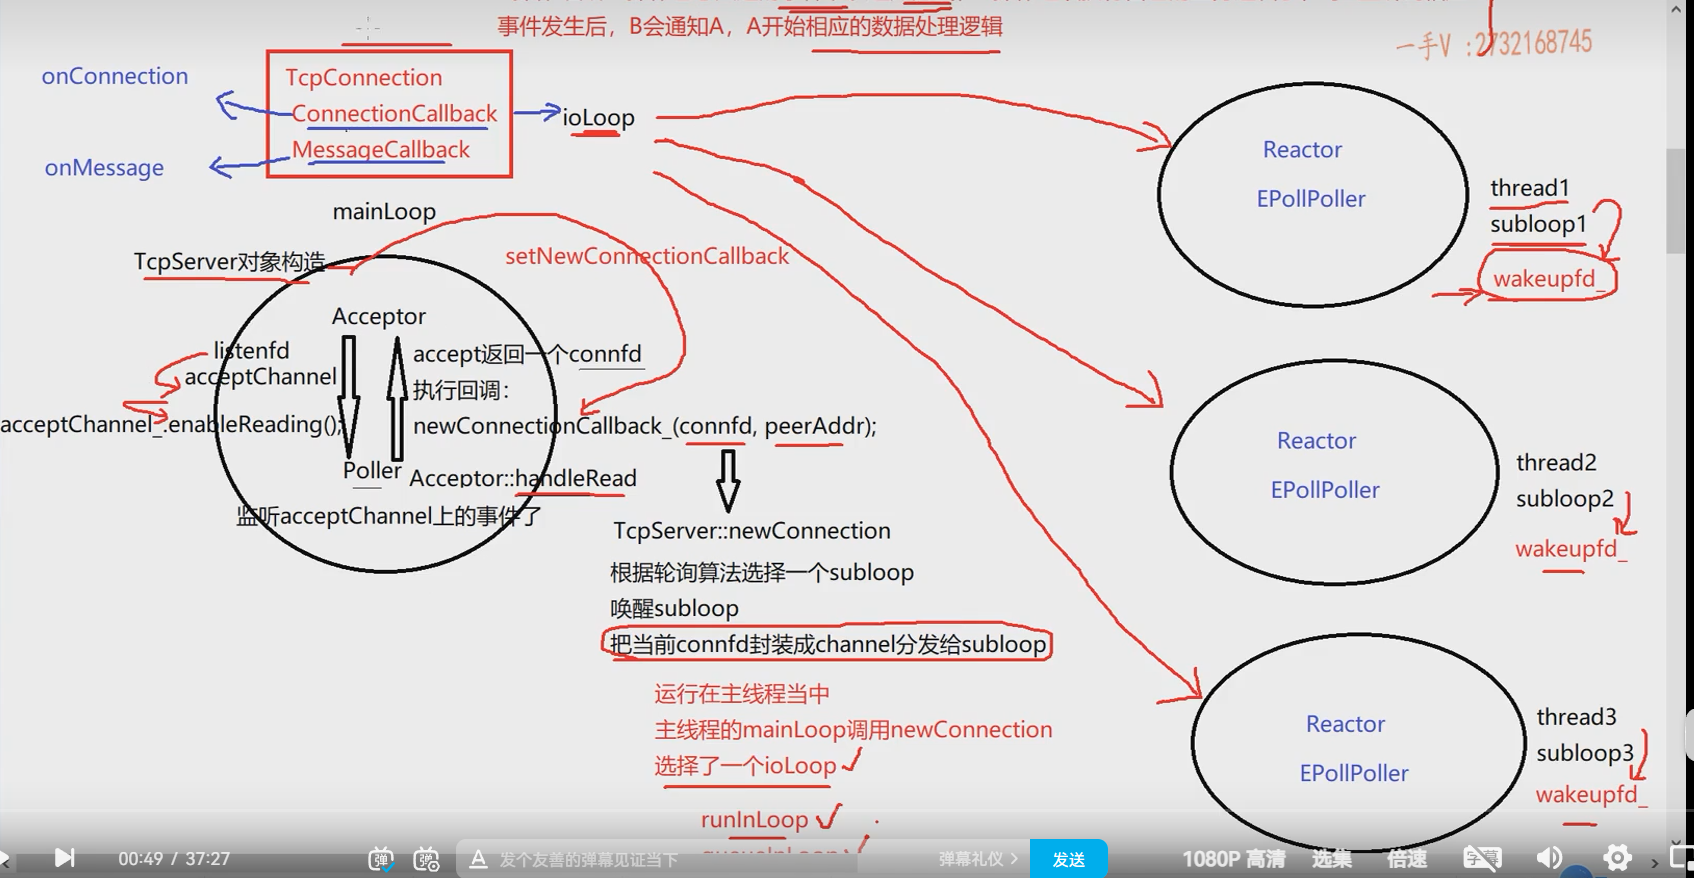 事件发生后，B会通知A，A开始相应的数据处理逻辑
一手V：2732168745
onConnection
TcpConnection
ConnectionCallback
ioLoop
MessageCallback
onMessage
Reactor
EPollPoller
thread1
subloop1
wakeupfd_
mainLoop
TcpServer对象构造
setNewConnectionCallback
Acceptor
listenfd
acceptChannel
accept返回一个connfd
执行回调：
acceptChannel_.enableReading();
newConnectionCallback_(connfd, peerAddr);
Poller
Acceptor::handleRead
监听acceptChannel上的事件了
Reactor
EPollPoller
thread2
subloop2
wakeupfd_
TcpServer::newConnection
根据轮询算法选择一个subloop
唤醒subloop
把当前connfd封装成channel分发给subloop
运行在主线程当中
主线程的mainLoop调用newConnection
选择了一个ioLoop
runInLoop
queueInLoop
Reactor
EPollPoller
thread3
subloop3
wakeupfd_
00:49 / 37:27
弹
弹
A
发个友善的弹幕见证当下
弹幕礼仪 >
发送
1080P 高清
选集
倍速
字幕